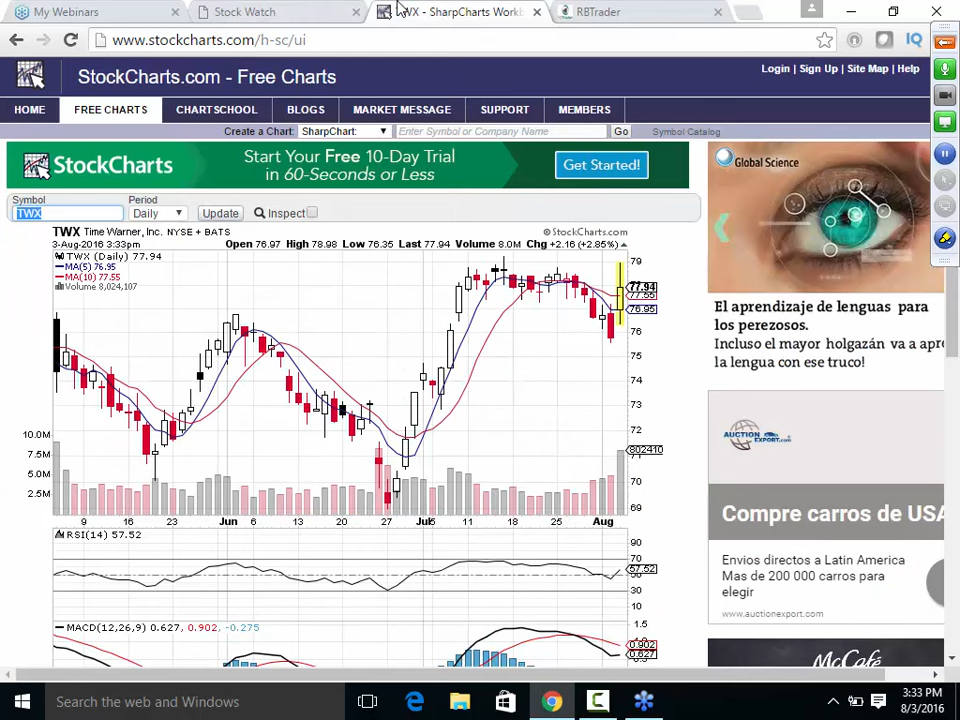 My Webinars × Stock Watch × TWX - SharpCharts Workb × RBTrader ×
www.stockcharts.com/h-sc/ui
IQ
StockCharts.com - Free Charts
Login | Sign Up | Site Map | Help
HOME FREE CHARTS CHARTSCHOOL BLOGS MARKET MESSAGE SUPPORT MEMBERS
Create a Chart: SharpChart: Enter Symbol or Company Name Go Symbol Catalog
StockCharts
Start Your Free 10-Day Trial
in 60-Seconds or Less
Get Started!
Symbol Period
TWX Daily Update Inspect
TWX Time Warner, Inc. NYSE + BATS
© StockCharts.com
3-Aug-2016 3:33pm Open 76.97 High 78.98 Low 76.35 Last 77.94 Volume 8.0M Chg +2.16 (+2.85%)
TWX (Daily) 77.94
MA(5) 76.95
MA(10) 77.55
Volume 8,024,107
79
77.94
77.55
76.95
76
75
74
73
72
71
70
69
10.0M
7.5M
5.0M
2.5M
802410
9 16 23 Jun 6 13 20 27 Jul 5 11 18 25 Aug
RSI(14) 57.52
90
70
57.52
50
30
10
MACD(12,26,9) 0.627, 0.902, -0.275
1.5
0.902
0.627
Global Science
El aprendizaje de lenguas para
los perezosos.
Incluso el mayor holgazán va a apre
la lengua con ese truco!
AUCTION
EXPORT.com
Compre carros de USA
Envios directos a Latin America
Mas de 200 000 carros para
elegir
www.auctionexport.com
McCafé
Search the web and Windows
3:33 PM
8/3/2016